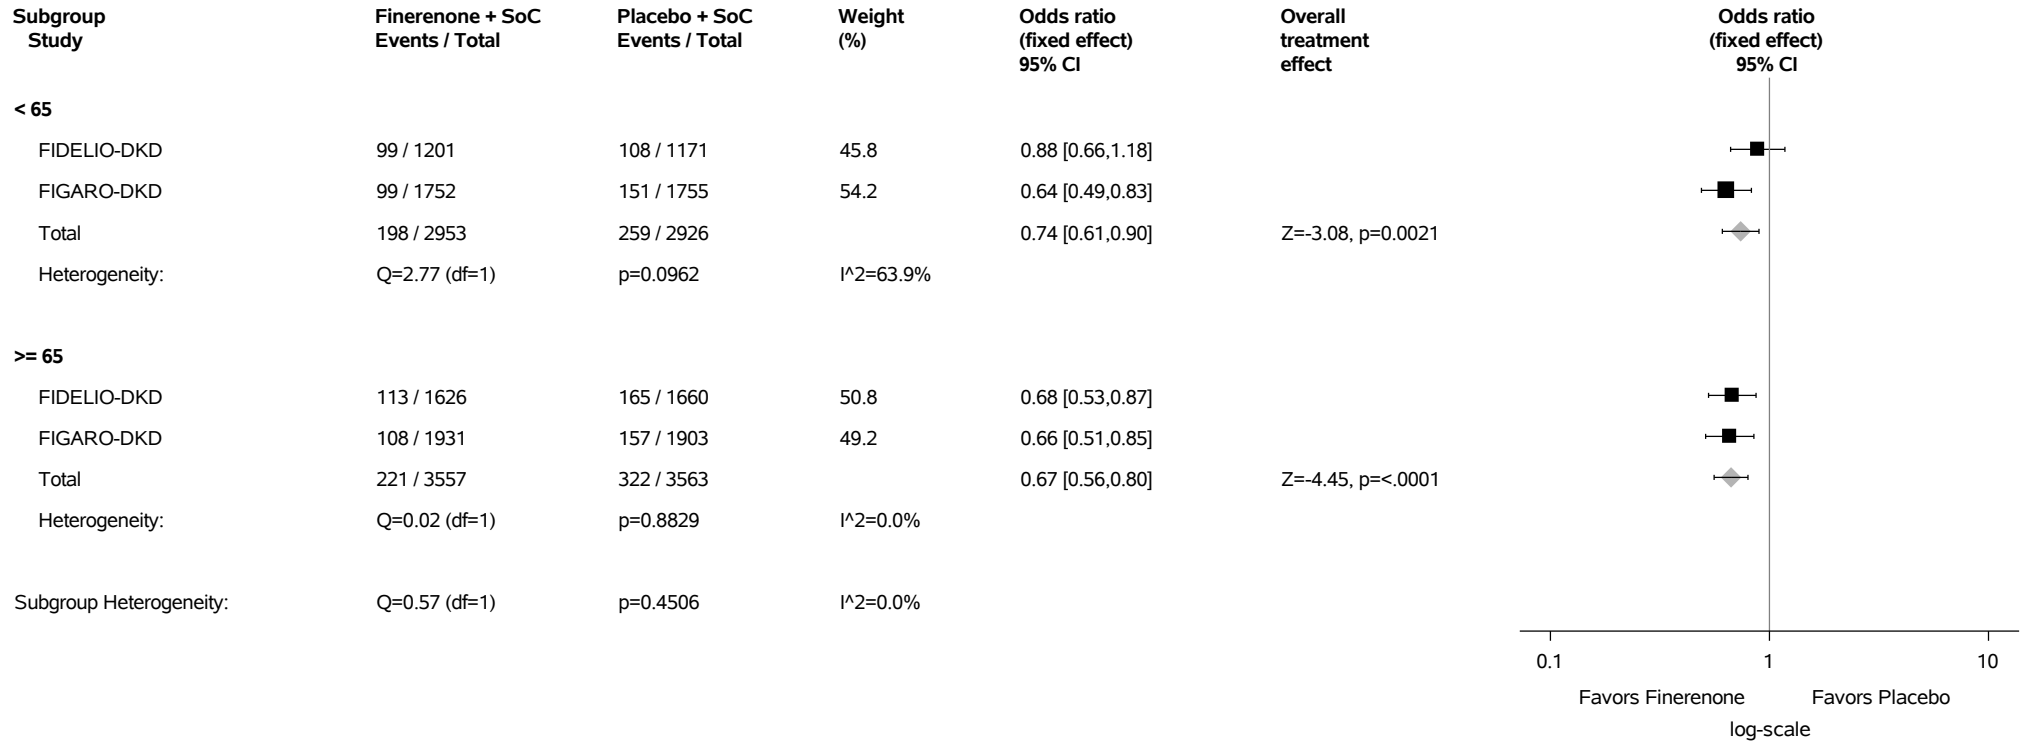 Subgroup Finerenone + SoC Placebo + SoC Weight Odds ratio Overall Odds ratio
Study Events / Total Events / Total (%) (fixed effect) treatment (fixed effect)
95% CI effect 95% CI
< 65
FIDELIO-DKD 99 / 1201 108 / 1171 45.8 0.88 [0.66,1.18]
FIGARO-DKD 99 / 1752 151 / 1755 54.2 0.64 [0.49,0.83]
Total 198 / 2953 259 / 2926 0.74 [0.61,0.90] Z=-3.08, p=0.0021
Heterogeneity: Q=2.77 (df=1) p=0.0962 I^2=63.9%
>= 65
FIDELIO-DKD 113 / 1626 165 / 1660 50.8 0.68 [0.53,0.87]
FIGARO-DKD 108 / 1931 157 / 1903 49.2 0.66 [0.51,0.85]
Total 221 / 3557 322 / 3563 0.67 [0.56,0.80] Z=-4.45, p=<.0001
Heterogeneity: Q=0.02 (df=1) p=0.8829 I^2=0.0%
Subgroup Heterogeneity: Q=0.57 (df=1) p=0.4506 I^2=0.0%
0.1 1 10
Favors Finerenone Favors Placebo
log-scale